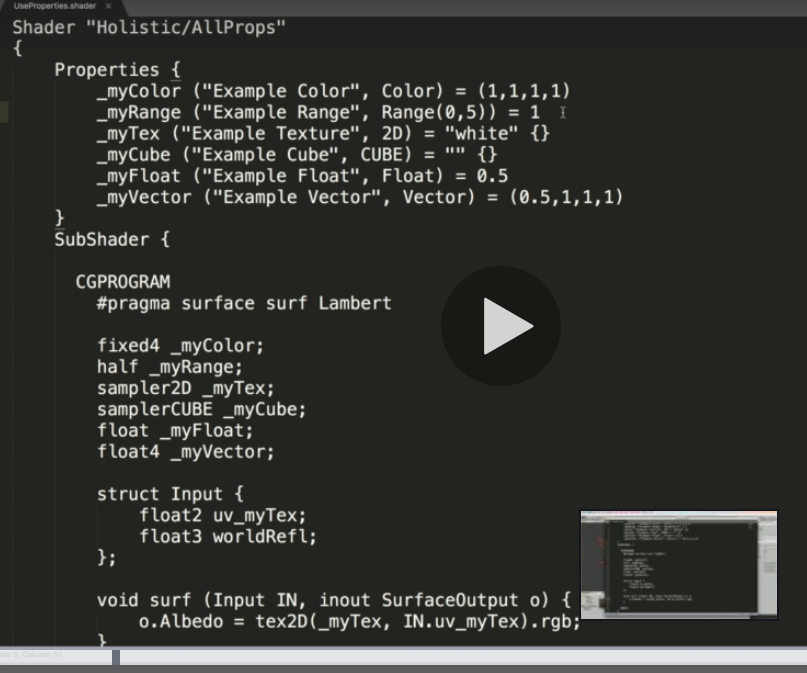 UseProperties.shader ×
Shader "Holistic/AllProps"
{
Properties {
_myColor ("Example Color", Color) = (1,1,1,1)
_myRange ("Example Range", Range(0,5)) = 1
_myTex ("Example Texture", 2D) = "white" {}
_myCube ("Example Cube", CUBE) = "" {}
_myFloat ("Example Float", Float) = 0.5
_myVector ("Example Vector", Vector) = (0.5,1,1,1)
}
SubShader {
CGPROGRAM
#pragma surface surf Lambert
fixed4 _myColor;
half _myRange;
sampler2D _myTex;
samplerCUBE _myCube;
float _myFloat;
float4 _myVector;
struct Input {
float2 uv_myTex;
float3 worldRefl;
};
void surf (Input IN, inout SurfaceOutput o) {
o.Albedo = tex2D(_myTex, IN.uv_myTex).rgb;
}